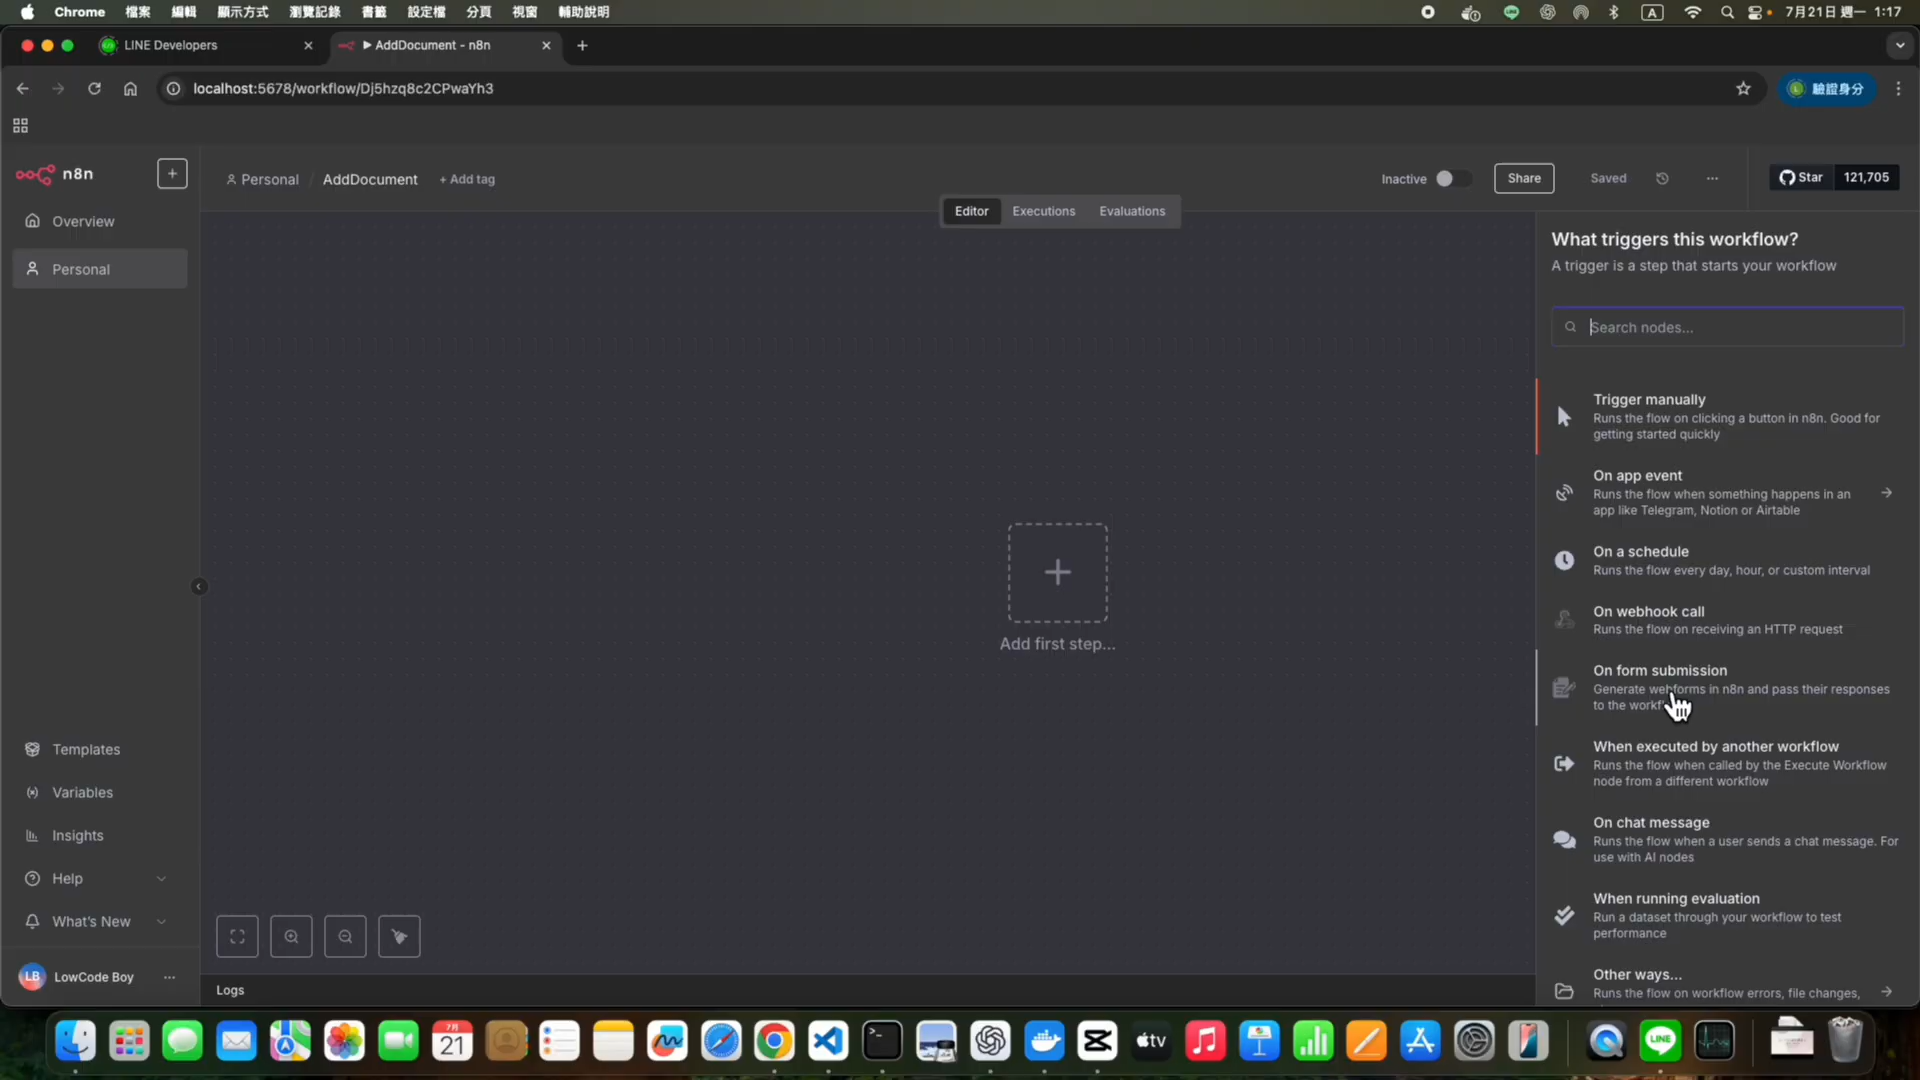 Chrome 檔案 編輯 顯示方式 瀏覽記錄 書籤 設定檔 分頁 視窗 輔助說明 A 7月21日 週一 1:17
LINE Developers
▶ AddDocument - n8n
localhost:5678/workflow/Dj5hzq8c2CPwaYh3
驗證身分
n8n
Overview
Personal
Templates
Variables
Insights
Help
What's New
LB LowCode Boy
Personal / AddDocument + Add tag
Inactive
Share
Saved
Star 121,705
Editor Executions Evaluations
Add first step...
Logs
What triggers this workflow?
A trigger is a step that starts your workflow
Search nodes...
Trigger manually
Runs the flow on clicking a button in n8n. Good for
getting started quickly
On app event
Runs the flow when something happens in an
app like Telegram, Notion or Airtable
On a schedule
Runs the flow every day, hour, or custom interval
On webhook call
Runs the flow on receiving an HTTP request
On form submission
Generate webforms in n8n and pass their responses
to the workf
When executed by another workflow
Runs the flow when called by the Execute Workflow
node from a different workflow
On chat message
Runs the flow when a user sends a chat message. For
use with AI nodes
When running evaluation
Run a dataset through your workflow to test
performance
Other ways...
Runs the flow on workflow errors, file changes,
7月
21
tv
LINE